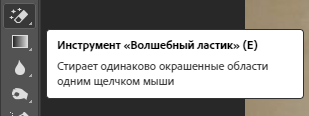 Инструмент «Волшебный ластик» (E)
Стирает одинаково окрашенные области
одним щелчком мыши